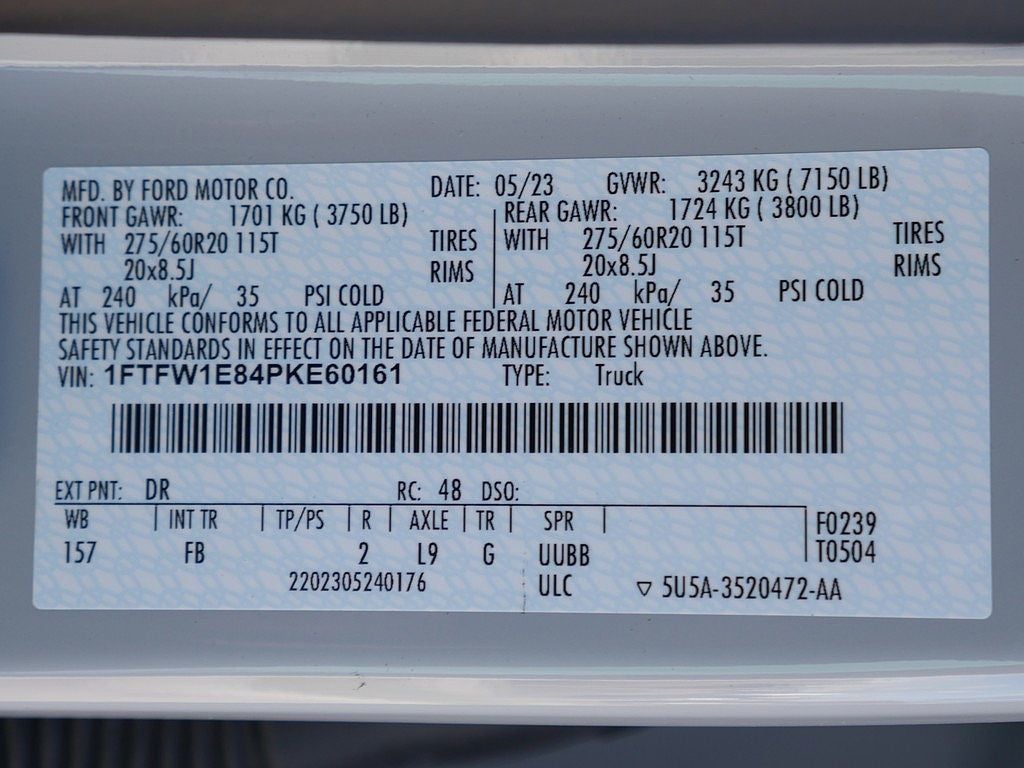 MFD. BY FORD MOTOR CO. DATE: 05/23 GVWR: 3243 KG ( 7150 LB)
FRONT GAWR: 1701 KG ( 3750 LB) REAR GAWR: 1724 KG ( 3800 LB)
WITH 275/60R20 115T TIRES WITH 275/60R20 115T TIRES
20x8.5J RIMS 20x8.5J RIMS
AT 240 kPa/ 35 PSI COLD AT 240 kPa/ 35 PSI COLD
THIS VEHICLE CONFORMS TO ALL APPLICABLE FEDERAL MOTOR VEHICLE
SAFETY STANDARDS IN EFFECT ON THE DATE OF MANUFACTURE SHOWN ABOVE.
VIN: 1FTFW1E84PKE60161 TYPE: Truck
EXT PNT: DR RC: 48 DSO:
WB INT TR TP/PS R AXLE TR SPR F0239
157 FB 2 L9 G UUBB T0504
2202305240176 ULC ▽ 5U5A-3520472-AA